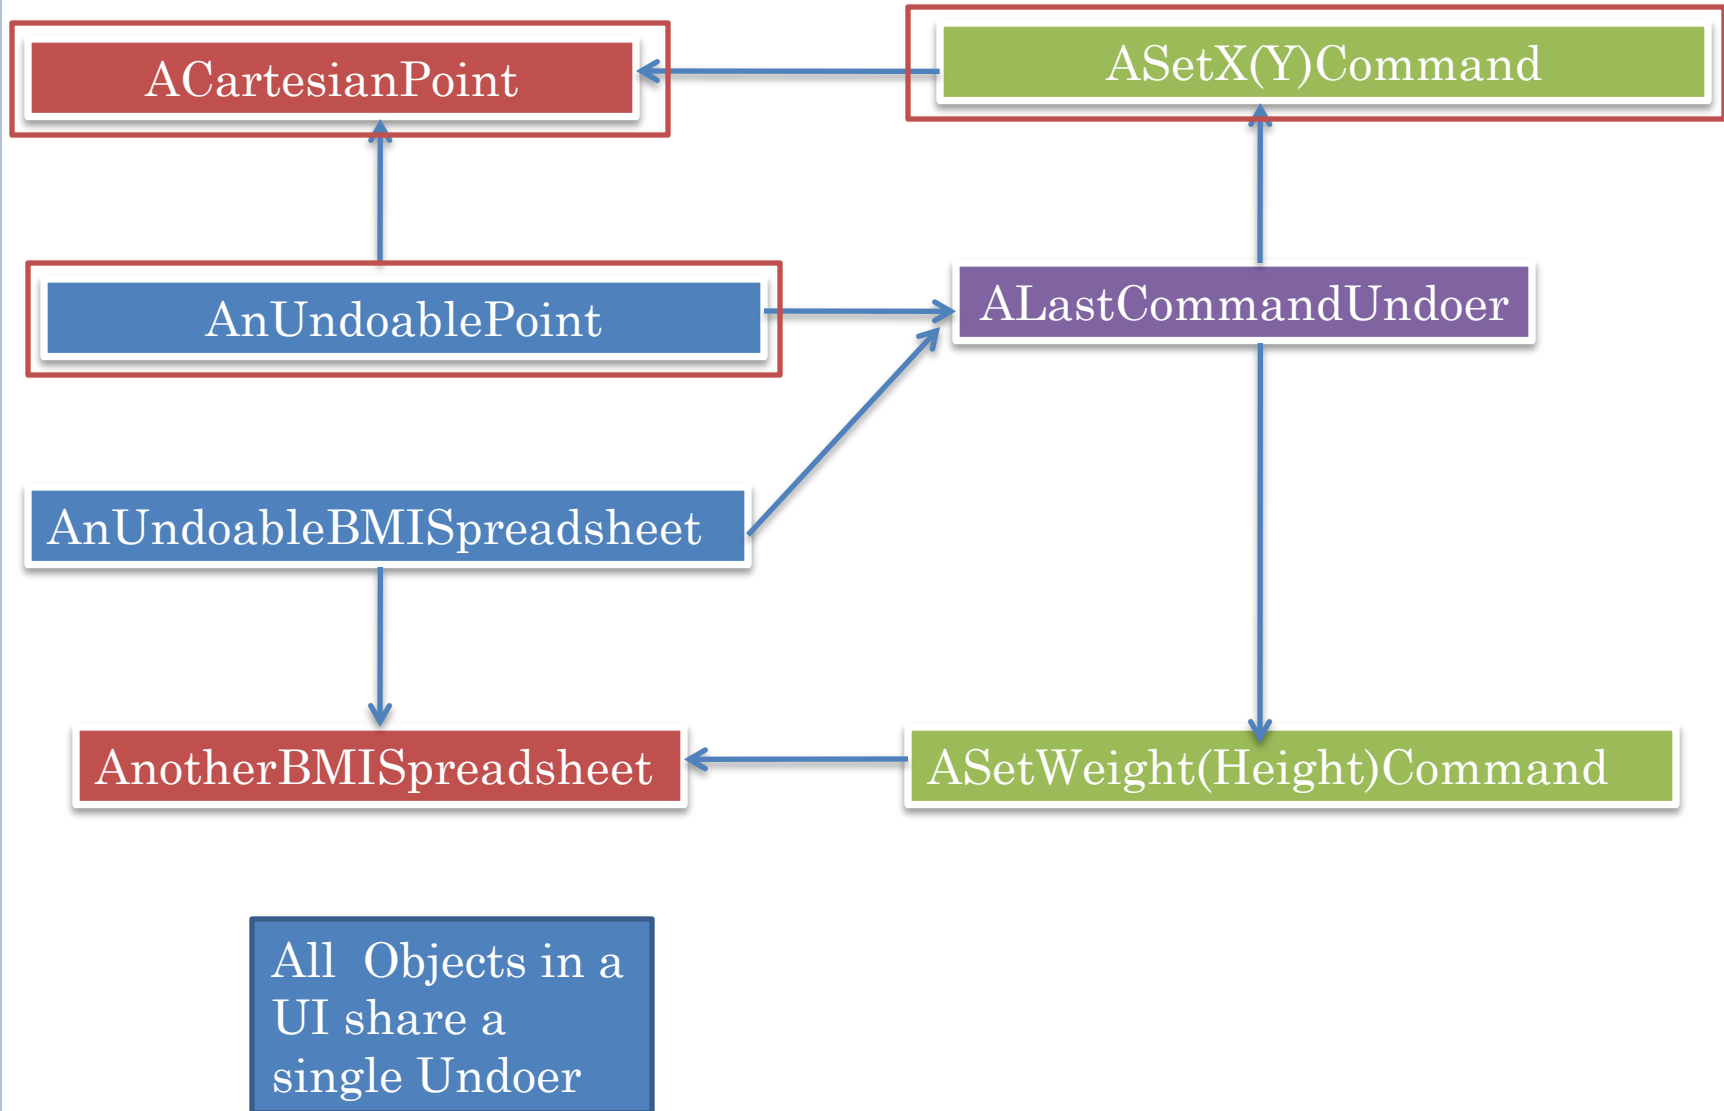 ACartesianPoint
ASetX(Y)Command
AnUndoablePoint
ALastCommandUndoer
AnUndoableBMISpreadsheet
AnotherBMISpreadsheet
ASetWeight(Height)Command
All Objects in a
UI share a
single Undoer